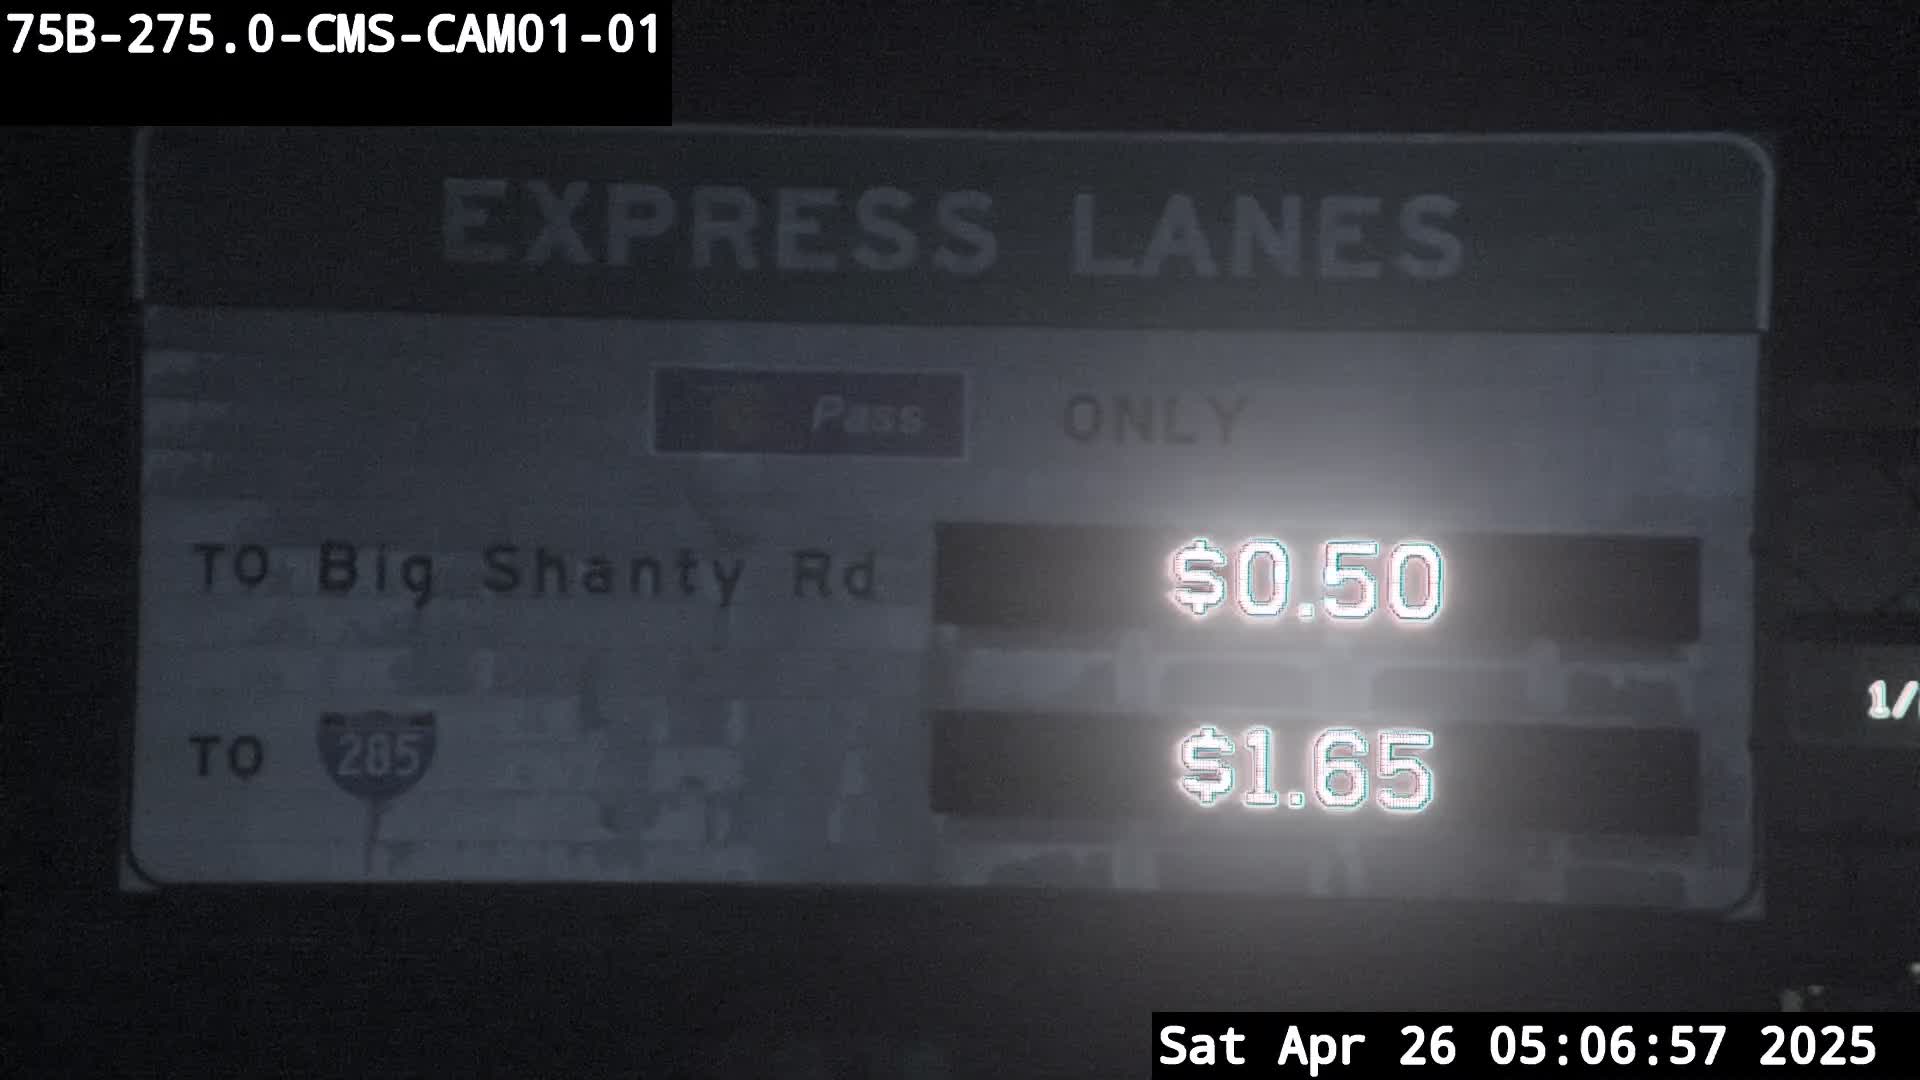 75B-275.0-CMS-CAM01-01
EXPRESS LANES
Pass ONLY
TO Big Shanty Rd $0.50
TO 285 $1.65
1/
Sat Apr 26 05:06:57 2025